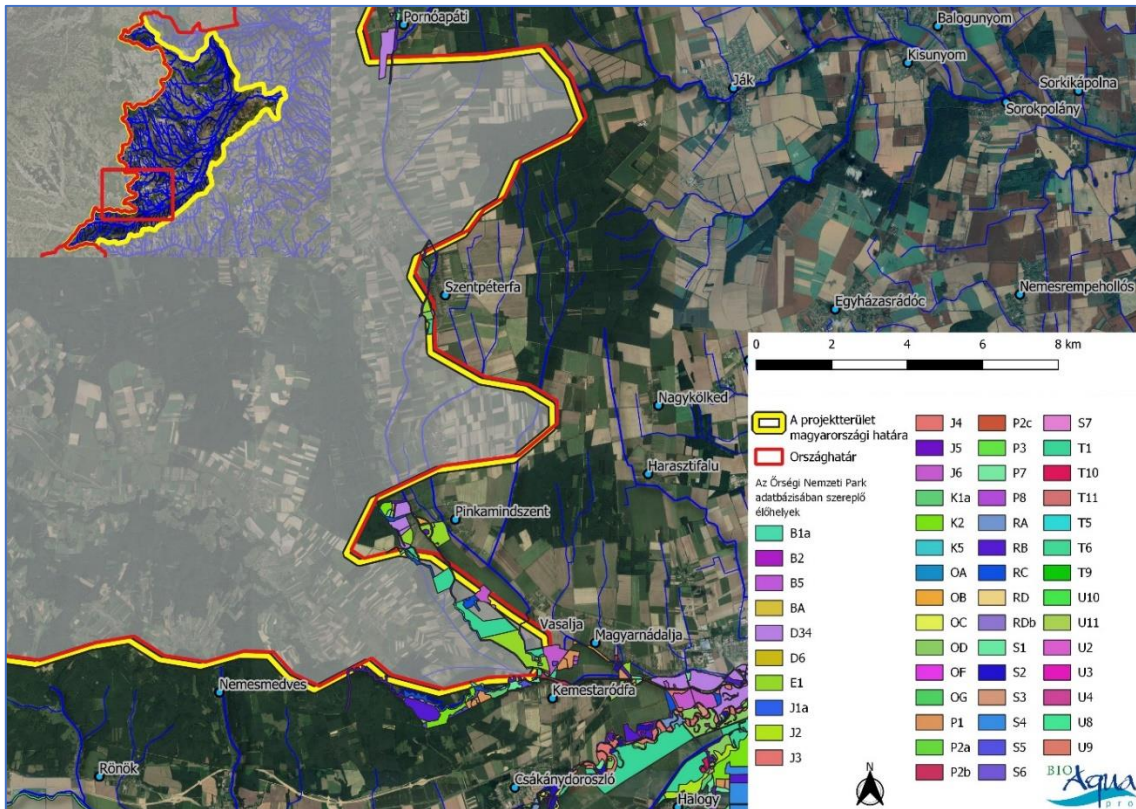 Pornóapáti
Balogunyom
Kisunyom
Ják
Sorkikápolna
Sorokpolány
Szentpéterfa
Egyházasrádóc
Nemesrempehollós
Nagykölked
Harasztifalu
Pinkamindszent
Vasalja
Magyarnádalja
Nemesmedves
Kemestaródfa
Rönök
Csákánydoroszló
Halogy
0 2 4 6 8 km
A projektterület
magyarországi határa
Országhatár
Az Őrségi Nemzeti Park
adatbázisában szereplő
élőhelyek
B1a
B2
B5
BA
D34
D6
E1
J1a
J2
J3
J4
J5
J6
K1a
K2
K5
OA
OB
OC
OD
OF
OG
P1
P2a
P2b
P2c
P3
P7
P8
RA
RB
RC
RD
RDb
S1
S2
S3
S4
S5
S6
S7
T1
T10
T11
T5
T6
T9
U10
U11
U2
U3
U4
U8
U9
N
BIO
Aqua
pro